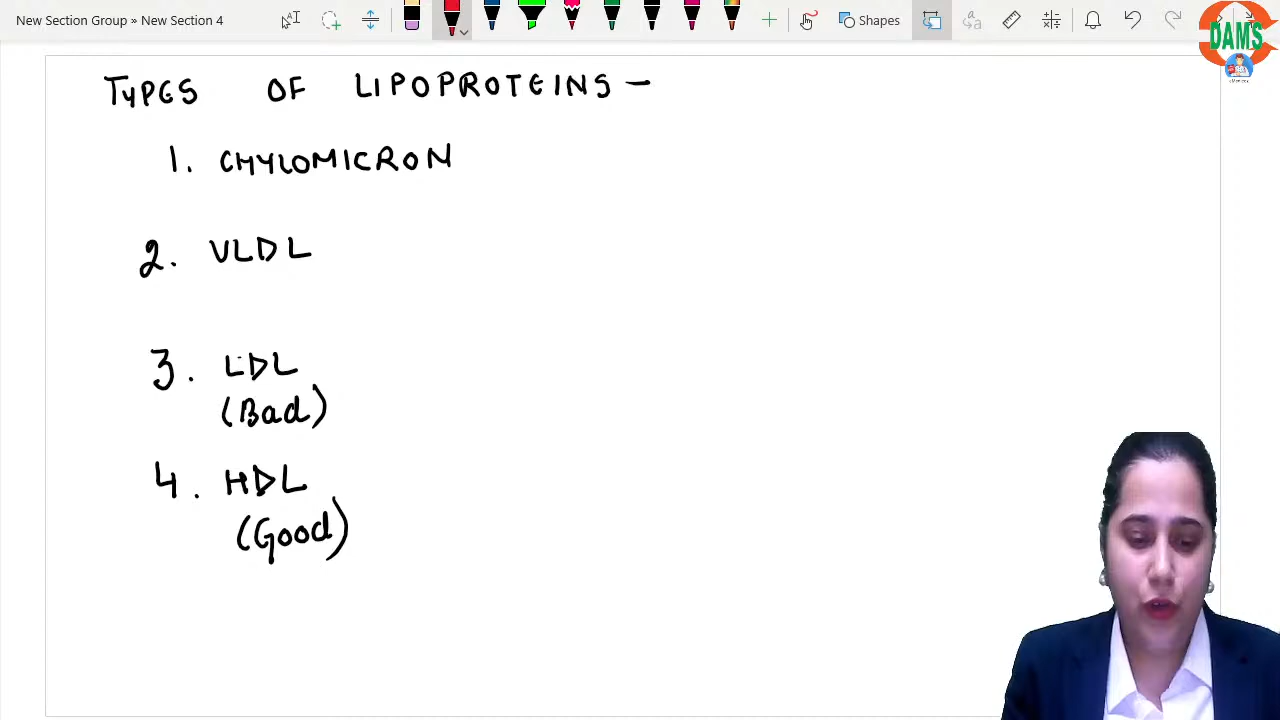 New Section Group » New Section 4
Shapes
DAMS
TYPES OF LIPOPROTEINS -
1. CHYLOMICRON
2. VLDL
3. LDL
(Bad)
4. HDL
(Good)